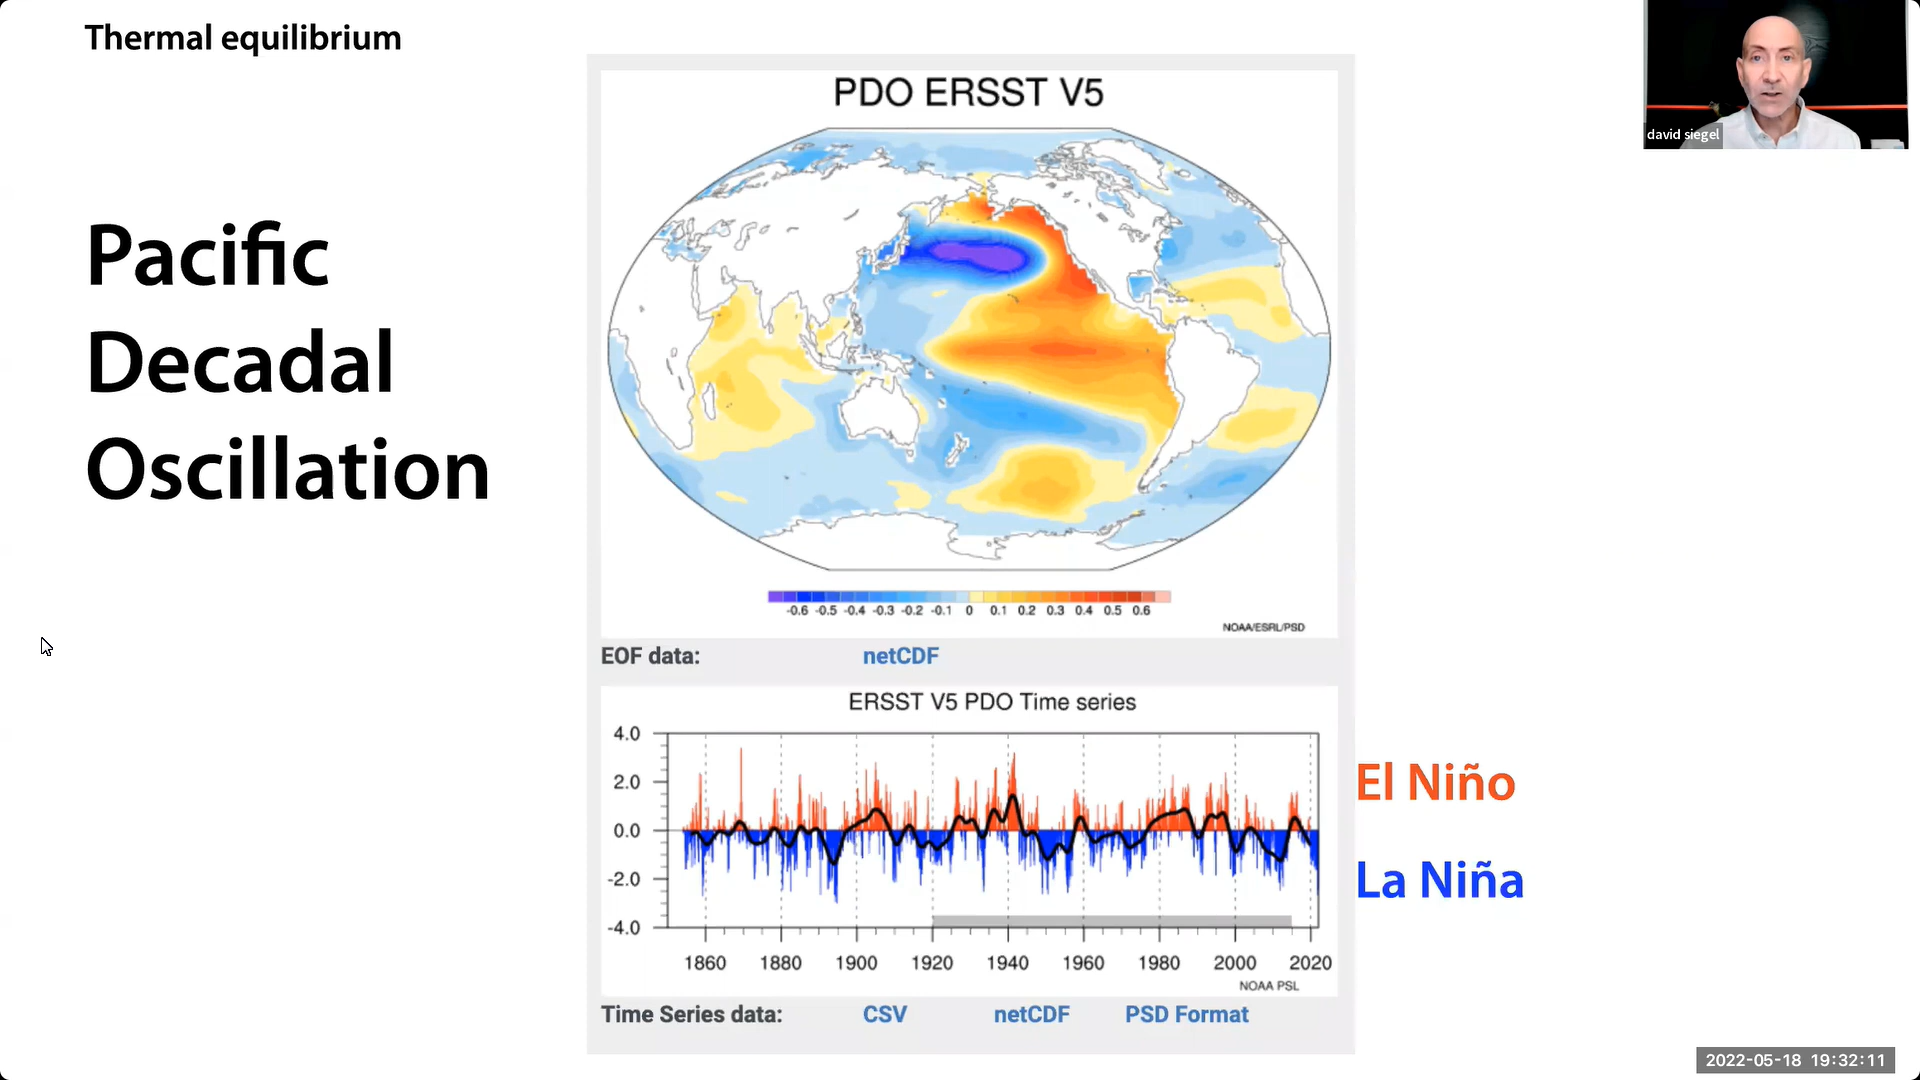 Thermal equilibrium
david siegel
Pacific
Decadal
Oscillation
PDO ERSST V5
-0.6 -0.5 -0.4 -0.3 -0.2 -0.1 0 0.1 0.2 0.3 0.4 0.5 0.6
NOAA/ESRL/PSD
EOF data: netCDF
ERSST V5 PDO Time series
4.0
2.0
0.0
-2.0
-4.0
1860 1880 1900 1920 1940 1960 1980 2000 2020
NOAA PSL
Time Series data: CSV netCDF PSD Format
El Niño
La Niña
2022-05-18 19:32:11